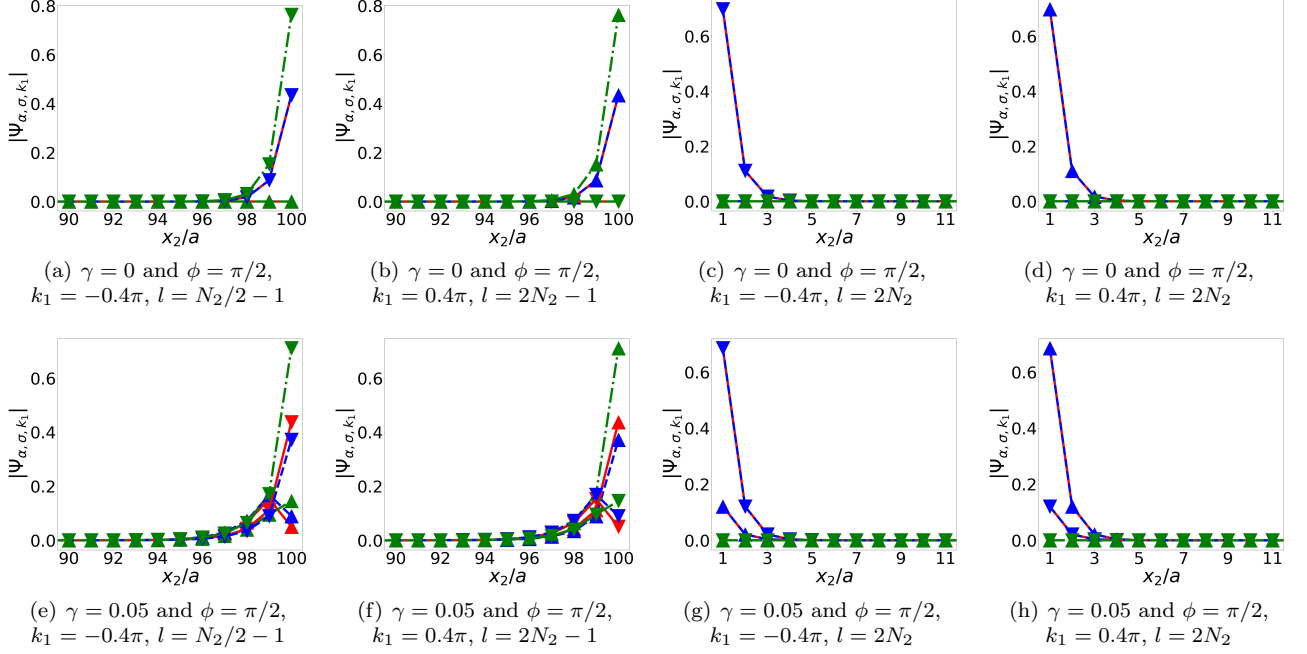 0.8
0.6
0.4
0.2
0.0
|Ψα, σ, k1|
90 92 94 96 98 100
x2/a
(a) γ = 0 and ϕ = π/2,
k1 = −0.4π, l = N2/2 − 1
0.8
0.6
0.4
0.2
0.0
|Ψα, σ, k1|
90 92 94 96 98 100
x2/a
(b) γ = 0 and ϕ = π/2,
k1 = 0.4π, l = 2N2 − 1
0.6
0.4
0.2
0.0
|Ψα, σ, k1|
1 3 5 7 9 11
x2/a
(c) γ = 0 and ϕ = π/2,
k1 = −0.4π, l = 2N2
0.6
0.4
0.2
0.0
|Ψα, σ, k1|
1 3 5 7 9 11
x2/a
(d) γ = 0 and ϕ = π/2,
k1 = 0.4π, l = 2N2
0.6
0.4
0.2
0.0
|Ψα, σ, k1|
90 92 94 96 98 100
x2/a
(e) γ = 0.05 and ϕ = π/2,
k1 = −0.4π, l = N2/2 − 1
0.6
0.4
0.2
0.0
|Ψα, σ, k1|
90 92 94 96 98 100
x2/a
(f) γ = 0.05 and ϕ = π/2,
k1 = 0.4π, l = 2N2 − 1
0.6
0.4
0.2
0.0
|Ψα, σ, k1|
1 3 5 7 9 11
x2/a
(g) γ = 0.05 and ϕ = π/2,
k1 = −0.4π, l = 2N2
0.6
0.4
0.2
0.0
|Ψα, σ, k1|
1 3 5 7 9 11
x2/a
(h) γ = 0.05 and ϕ = π/2,
k1 = 0.4π, l = 2N2